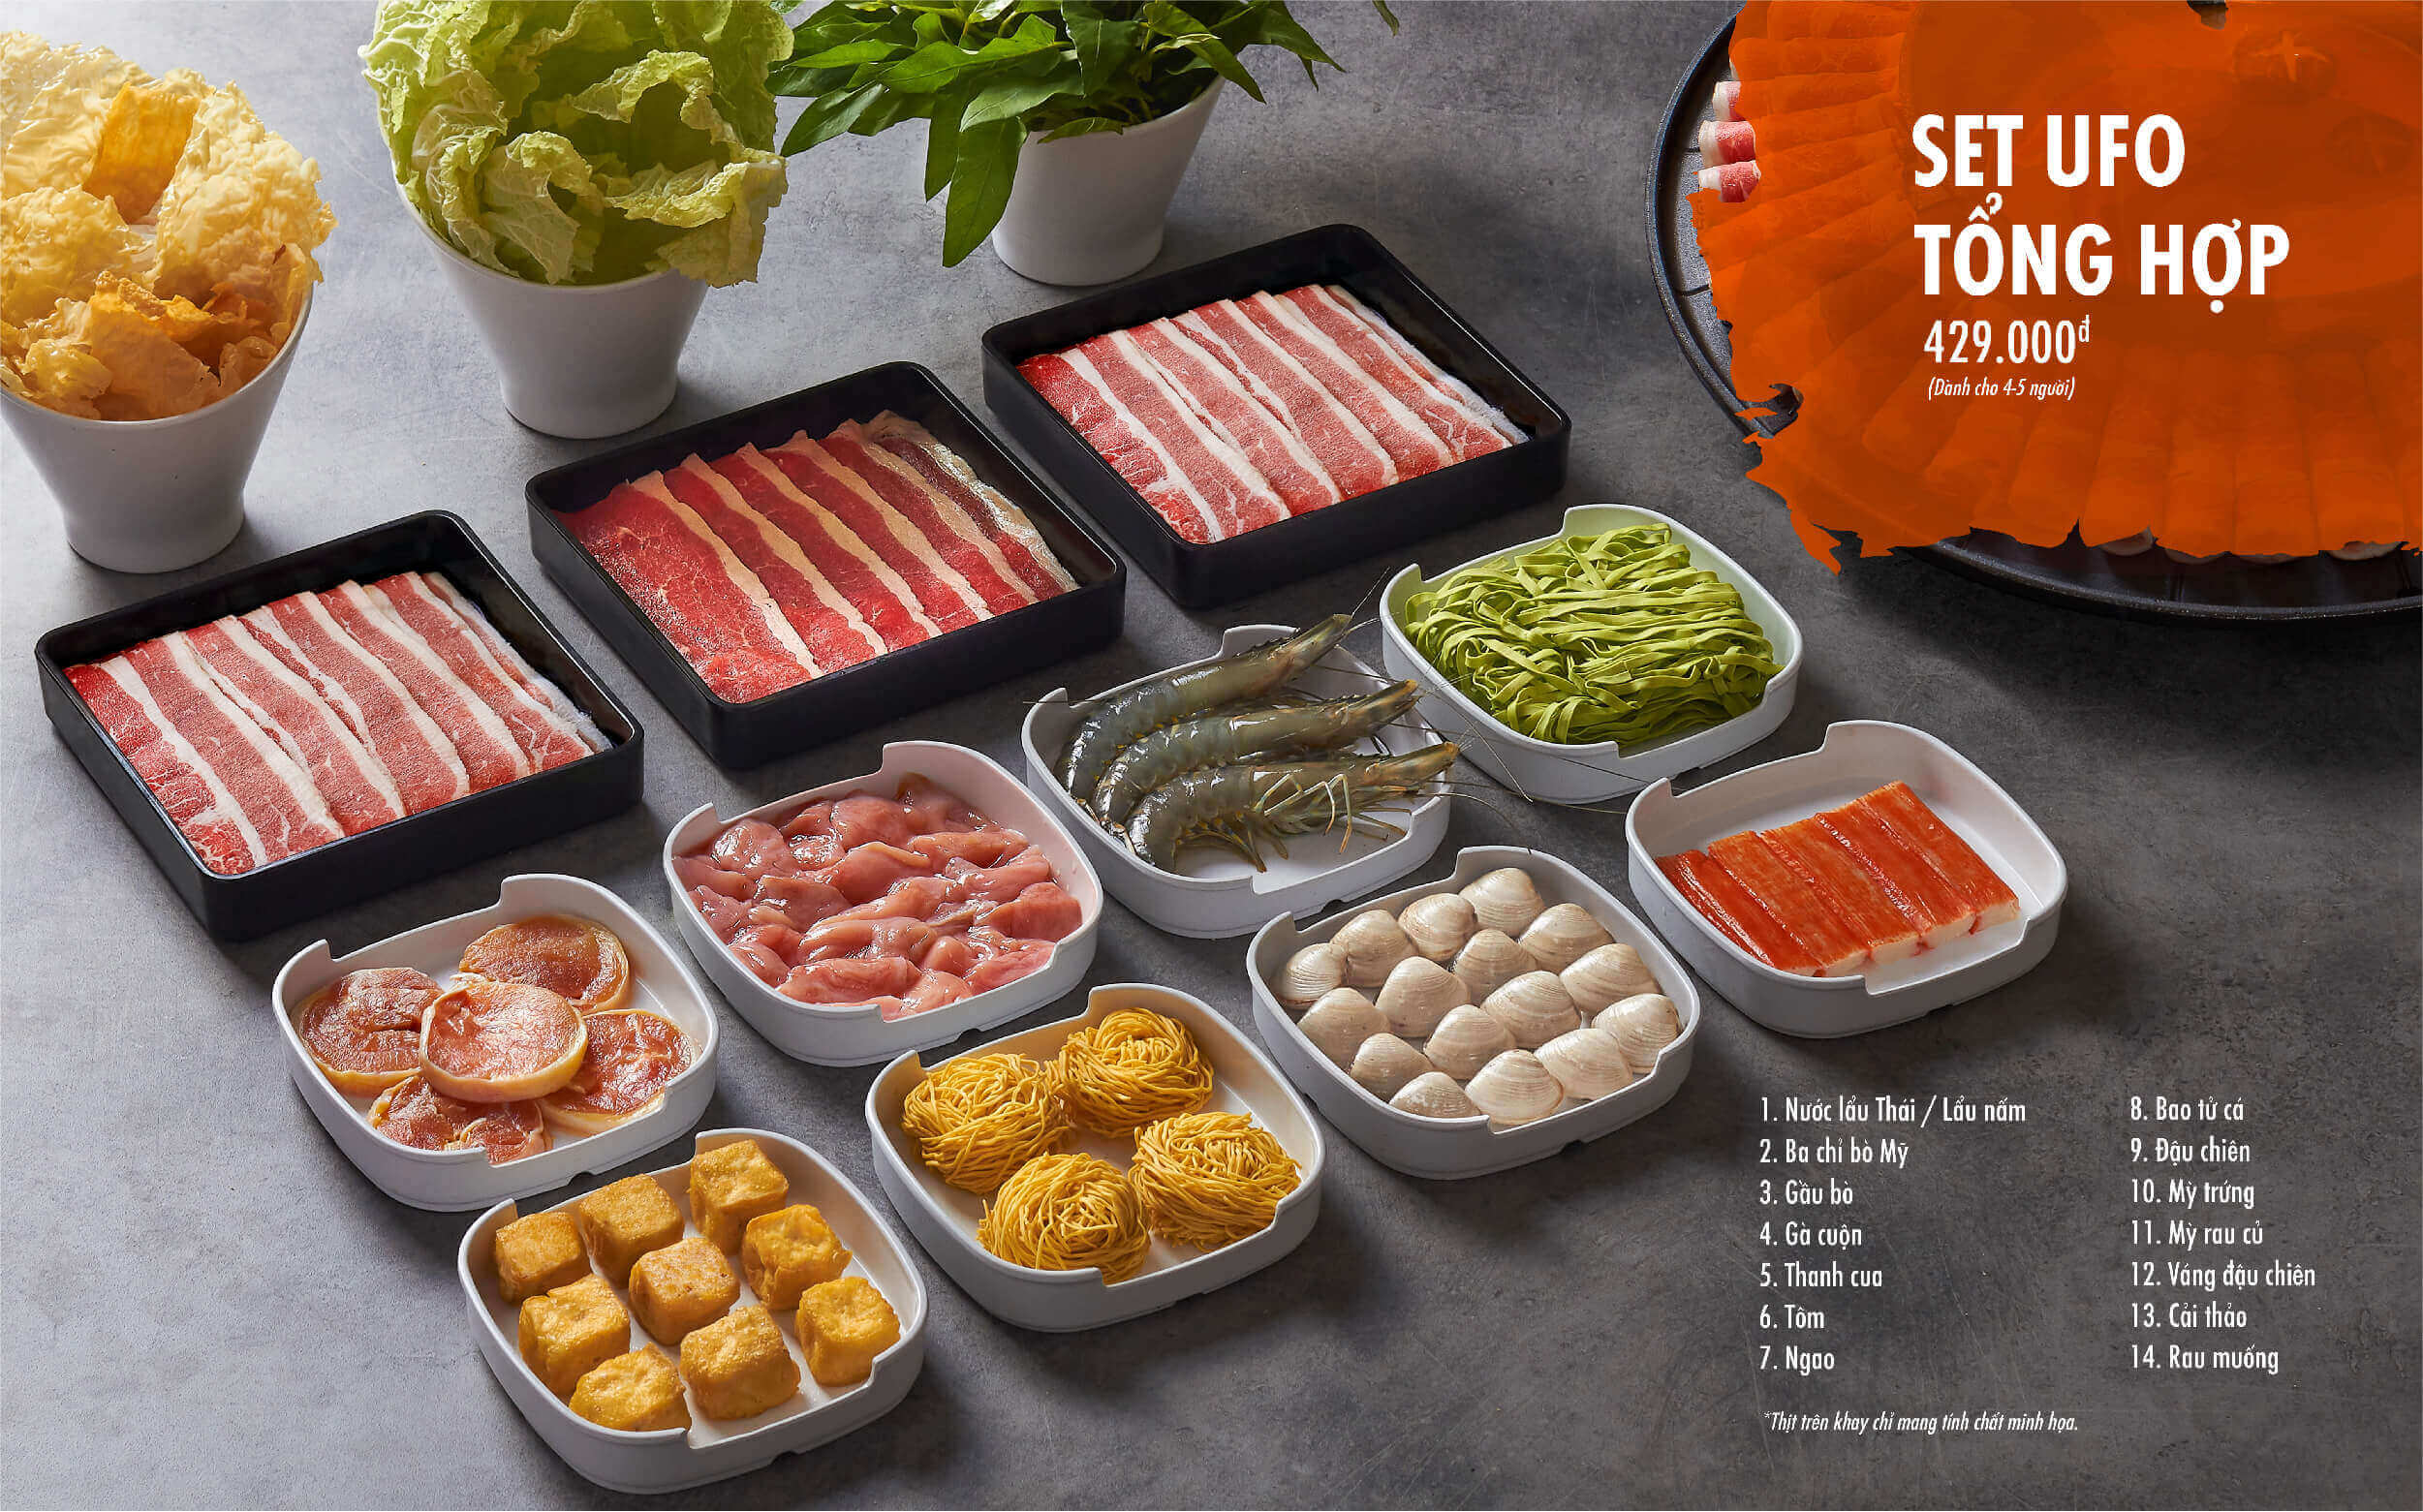 SET UFO
TỔNG HỢP
429.000đ
(Dành cho 4-5 người)
1. Nước lẩu Thái / Lẩu nấm
2. Ba chỉ bò Mỹ
3. Gầu bò
4. Gà cuộn
5. Thanh cua
6. Tôm
7. Ngao
8. Bao tử cá
9. Đậu chiên
10. Mỳ trứng
11. Mỳ rau củ
12. Váng đậu chiên
13. Cải thảo
14. Rau muống
*Thịt trên khay chỉ mang tính chất minh họa.